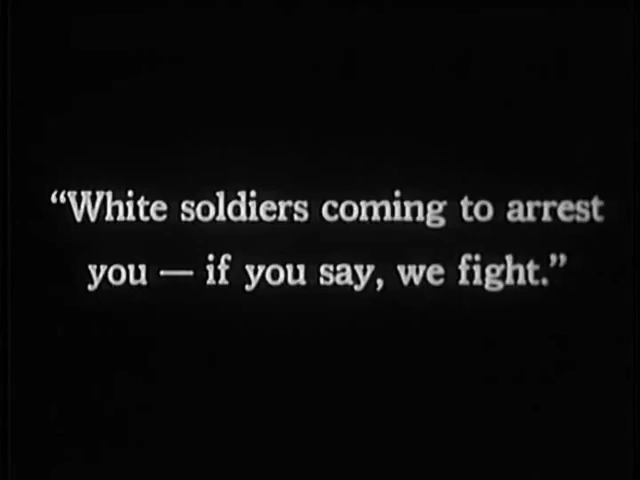 “White soldiers coming to arrest
you — if you say, we fight.”